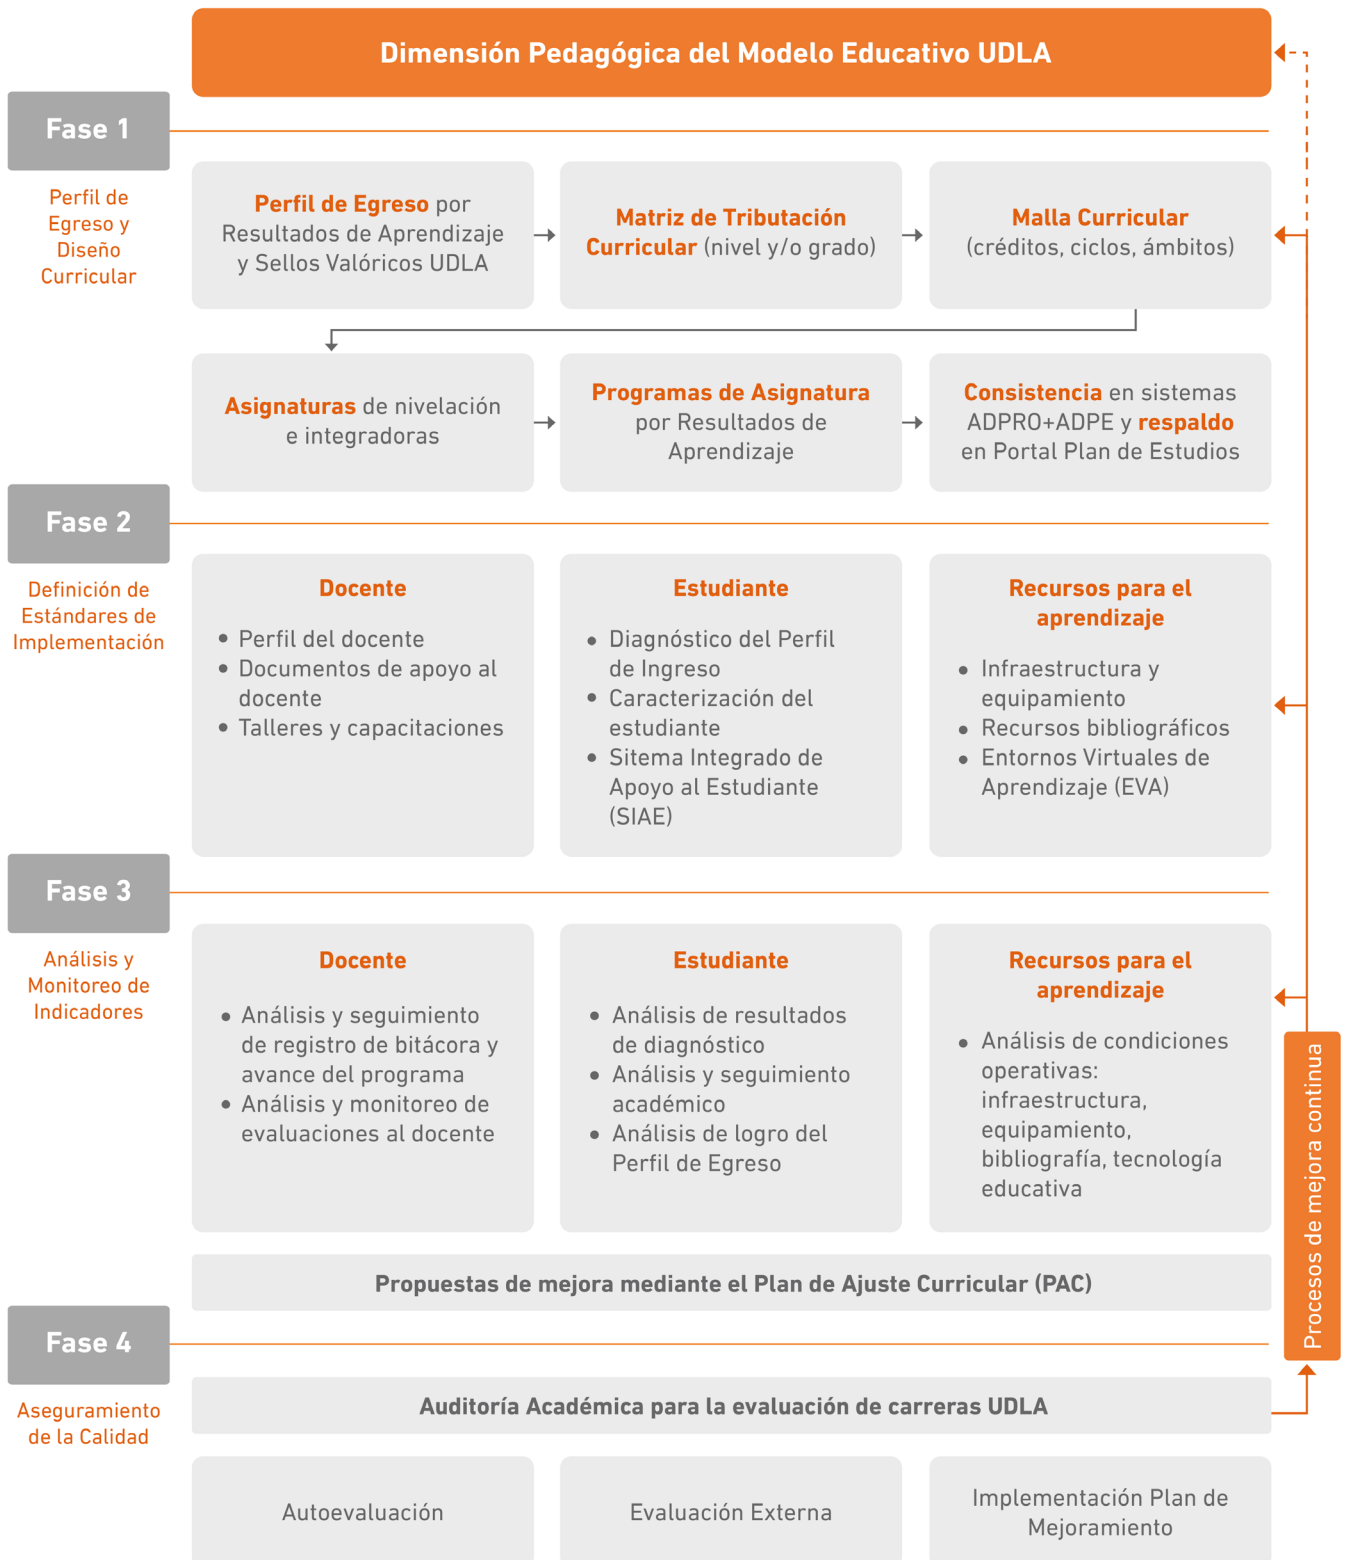 Dimensión Pedagógica del Modelo Educativo UDLA
Fase 1
Perfil de
Egreso y
Diseño
Curricular
Perfil de Egreso por
Resultados de Aprendizaje
y Sellos Valóricos UDLA
Matriz de Tributación
Curricular (nivel y/o grado)
Malla Curricular
(créditos, ciclos, ámbitos)
Asignaturas de nivelación
e integradoras
Programas de Asignatura
por Resultados de
Aprendizaje
Consistencia en sistemas
ADPRO+ADPE y respaldo
en Portal Plan de Estudios
Fase 2
Definición de
Estándares de
Implementación
Docente
• Perfil del docente
• Documentos de apoyo al
docente
• Talleres y capacitaciones
Estudiante
• Diagnóstico del Perfil
de Ingreso
• Caracterización del
estudiante
• Sitema Integrado de
Apoyo al Estudiante
(SIAE)
Recursos para el
aprendizaje
• Infraestructura y
equipamiento
• Recursos bibliográficos
• Entornos Virtuales de
Aprendizaje (EVA)
Fase 3
Análisis y
Monitoreo de
Indicadores
Docente
• Análisis y seguimiento
de registro de bitácora y
avance del programa
• Análisis y monitoreo de
evaluaciones al docente
Estudiante
• Análisis de resultados
de diagnóstico
• Análisis y seguimiento
académico
• Análisis de logro del
Perfil de Egreso
Recursos para el
aprendizaje
• Análisis de condiciones
operativas:
infraestructura,
equipamiento,
bibliografía, tecnología
educativa
Propuestas de mejora mediante el Plan de Ajuste Curricular (PAC)
Procesos de mejora continua
Fase 4
Aseguramiento
de la Calidad
Auditoría Académica para la evaluación de carreras UDLA
Autoevaluación
Evaluación Externa
Implementación Plan de
Mejoramiento